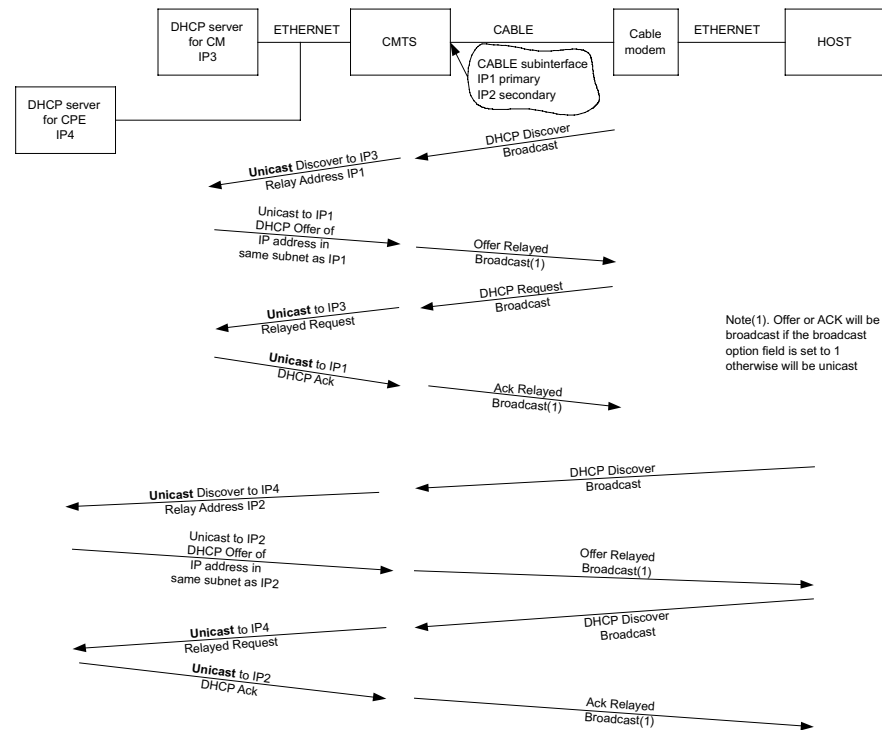 DHCP server
for CM
IP3
ETHERNET
CMTS
CABLE
Cable
modem
ETHERNET
HOST
CABLE subinterface
IP1 primary
IP2 secondary
DHCP server
for CPE
IP4
DHCP Discover
Broadcast
Unicast Discover to IP3
Relay Address IP1
Unicast to IP1
DHCP Offer of
IP address in
same subnet as IP1
Offer Relayed
Broadcast(1)
DHCP Request
Broadcast
Unicast to IP3
Relayed Request
Note(1). Offer or ACK will be
broadcast if the broadcast
option field is set to 1
otherwise will be unicast
Unicast to IP1
DHCP Ack
Ack Relayed
Broadcast(1)
DHCP Discover
Broadcast
Unicast Discover to IP4
Relay Address IP2
Unicast to IP2
DHCP Offer of
IP address in
same subnet as IP2
Offer Relayed
Broadcast(1)
DHCP Discover
Broadcast
Unicast to IP4
Relayed Request
Unicast to IP2
DHCP Ack
Ack Relayed
Broadcast(1)